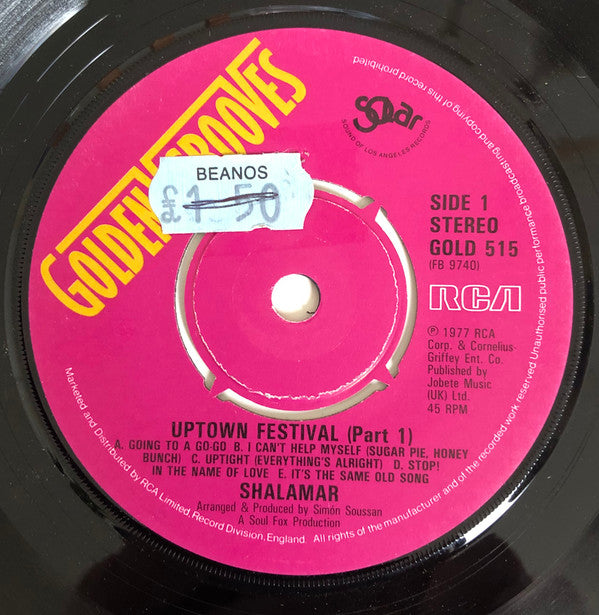 GOLDEN GROOVES
BEANOS
£1.50
Solar
SOUND OF LOS ANGELES RECORDS
SIDE 1
STEREO
GOLD 515
(FB 9740)
RCA
℗ 1977 RCA
Corp. & Cornelius-
Griffey Ent. Co.
Published by
Jobete Music
(UK) Ltd.
45 RPM
UPTOWN FESTIVAL (Part 1)
A. GOING TO A GO-GO B. I CAN'T HELP MYSELF (SUGAR PIE, HONEY
BUNCH) C. UPTIGHT (EVERYTHING'S ALRIGHT) D. STOP!
IN THE NAME OF LOVE E. IT'S THE SAME OLD SONG
SHALAMAR
Arranged & Produced by Simón Soussan
A Soul Fox Production
Marketed and Distributed by RCA Limited, Record Division, England. All rights of the manufacturer and of the owner of the recorded work reserved Unauthorised public performance broadcasting and copying of this record prohibited